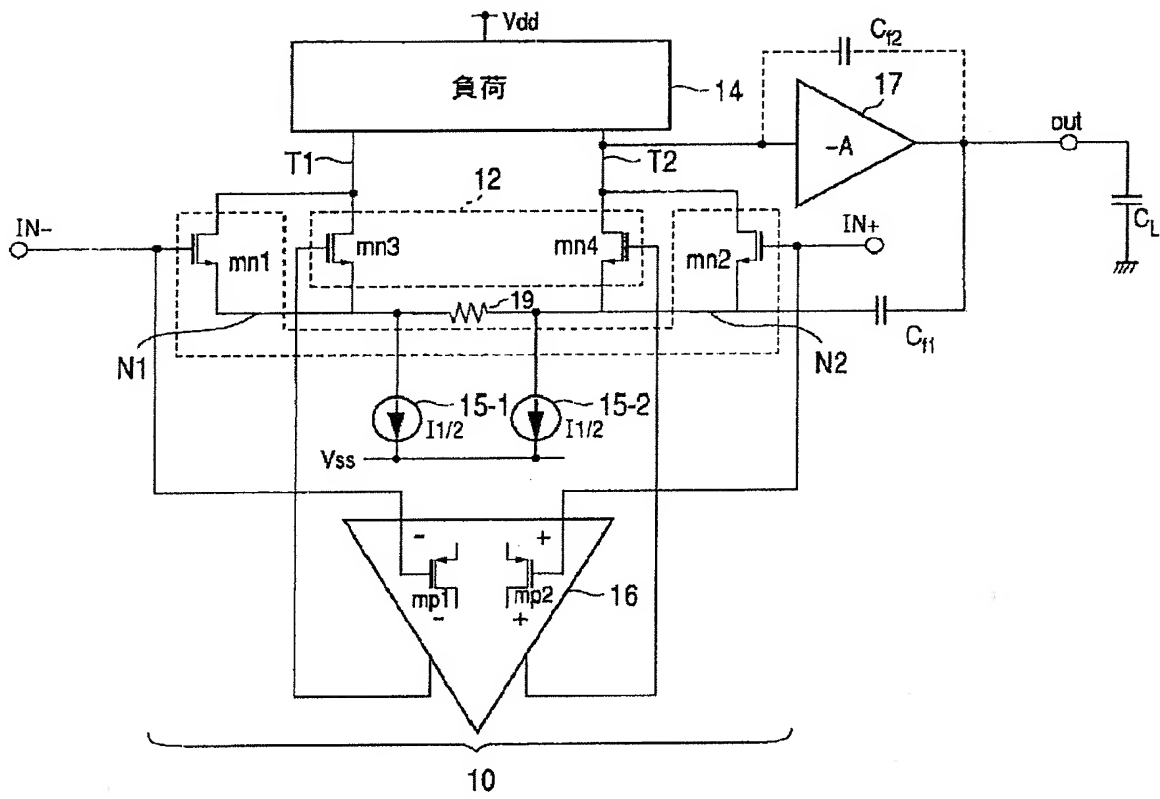 Vdd
負荷
14
Cf2
17
-A
out
CL
T1
T2
12
IN-
IN+
mn1
mn3
mn4
mn2
19
N1
N2
Cf1
15-1
15-2
I1/2
I1/2
Vss
-
+
mp1
mp2
-
+
16
10